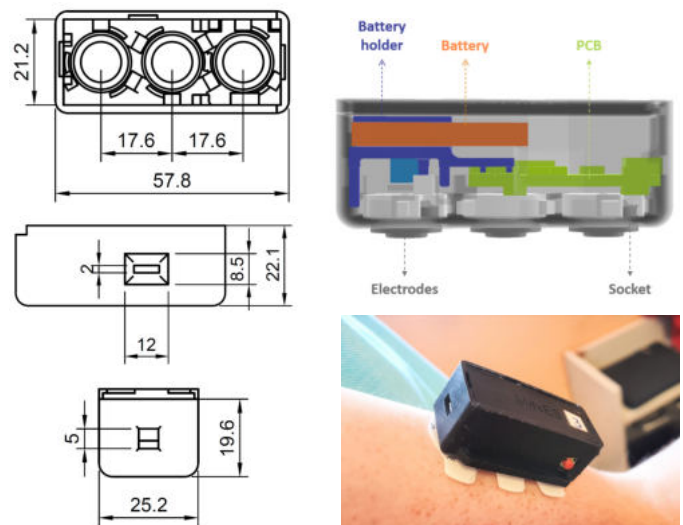 21.2
17.6
17.6
57.8
2
8.5
22.1
12
5
19.6
25.2
Battery
holder
Battery
PCB
Electrodes
Socket